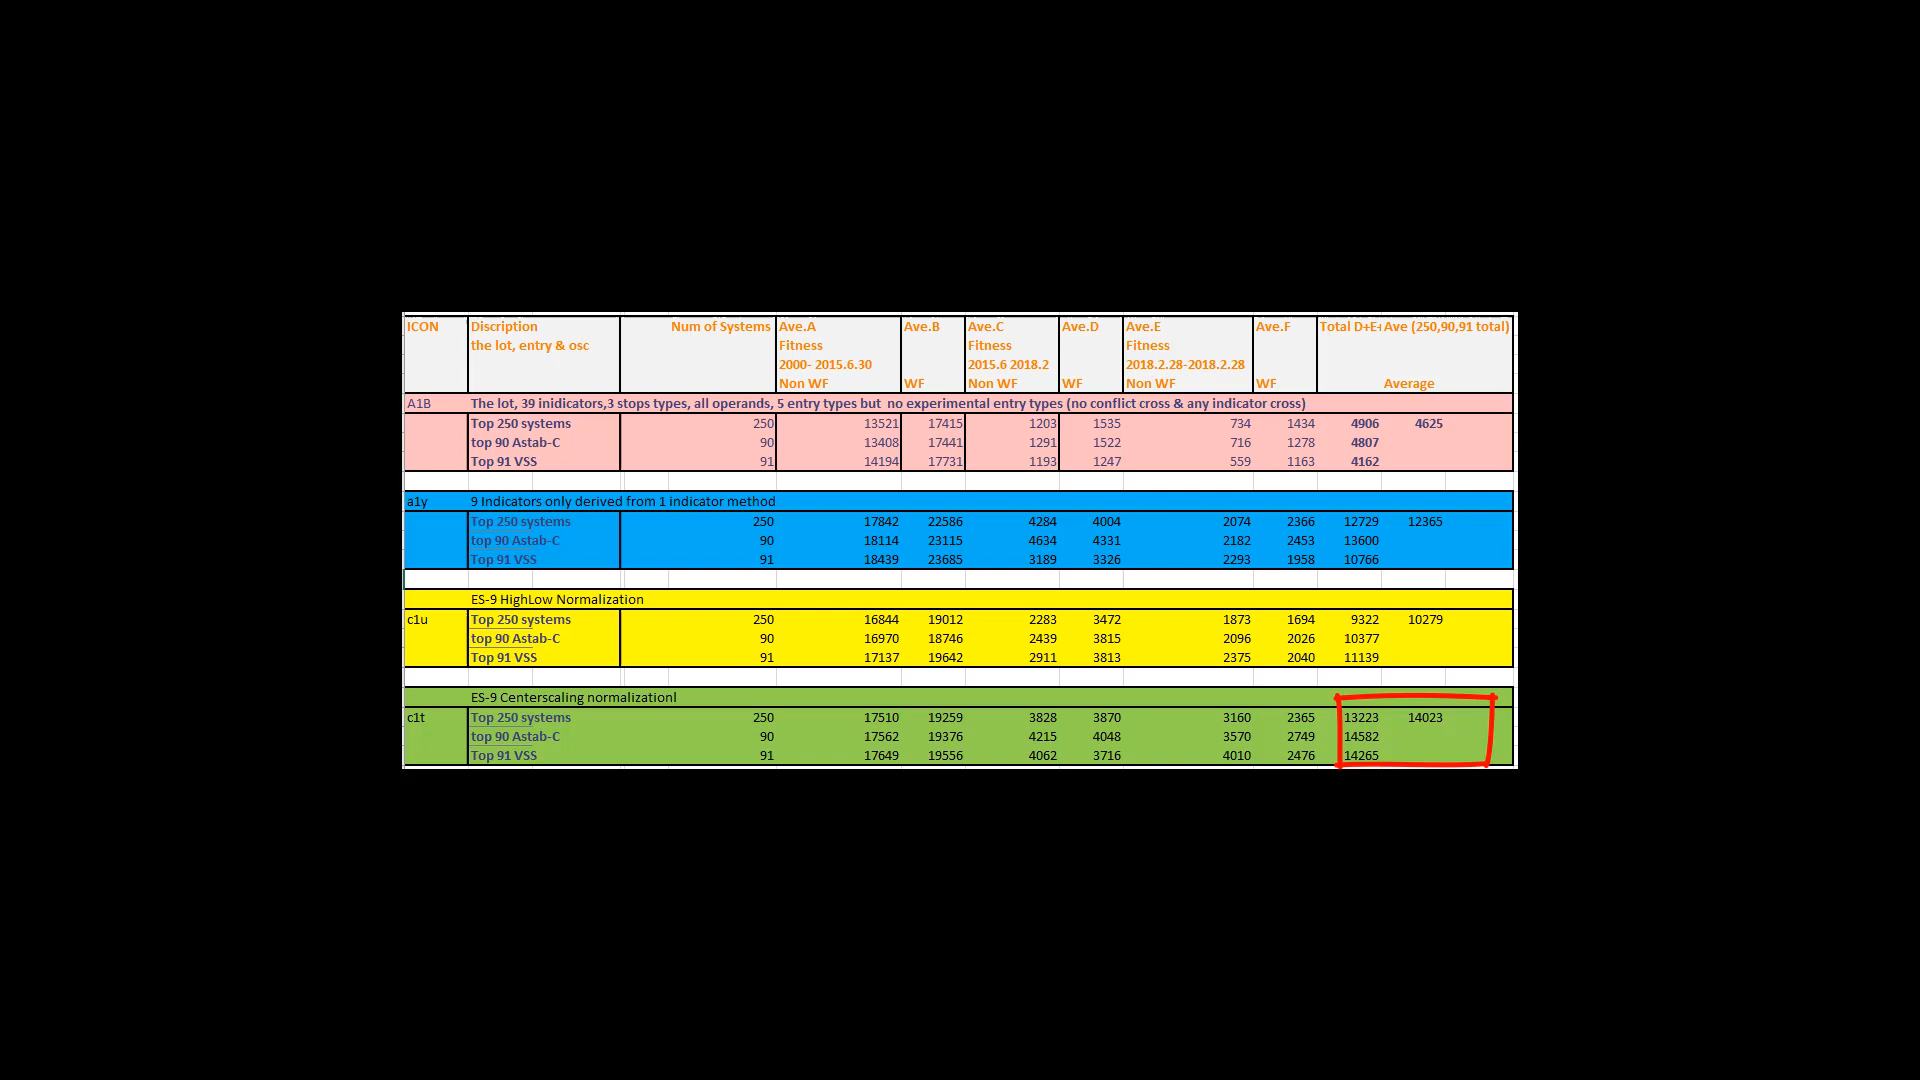 ICON Discription Num of Systems Ave.A Ave.B Ave.C Ave.D Ave.E Ave.F Total D+E+ Ave (250,90,91 total)
the lot, entry & osc Fitness Fitness Fitness
2000- 2015.6.30 2015.6 2018.2 2018.2.28-2018.2.28
Non WF WF Non WF WF Non WF WF Average
A1B The lot, 39 inidicators,3 stops types, all operands, 5 entry types but no experimental entry types (no conflict cross & any indicator cross)
Top 250 systems 250 13521 17415 1203 1535 734 1434 4906 4625
top 90 Astab-C 90 13408 17441 1291 1522 716 1278 4807
Top 91 VSS 91 14194 17731 1193 1247 559 1163 4162
a1y 9 Indicators only derived from 1 indicator method
Top 250 systems 250 17842 22586 4284 4004 2074 2366 12729 12365
top 90 Astab-C 90 18114 23115 4634 4331 2182 2453 13600
Top 91 VSS 91 18439 23685 3189 3326 2293 1958 10766
ES-9 HighLow Normalization
c1u Top 250 systems 250 16844 19012 2283 3472 1873 1694 9322 10279
top 90 Astab-C 90 16970 18746 2439 3815 2096 2026 10377
Top 91 VSS 91 17137 19642 2911 3813 2375 2040 11139
ES-9 Centerscaling normalizationl
c1t Top 250 systems 250 17510 19259 3828 3870 3160 2365 13223 14023
top 90 Astab-C 90 17562 19376 4215 4048 3570 2749 14582
Top 91 VSS 91 17649 19556 4062 3716 4010 2476 14265